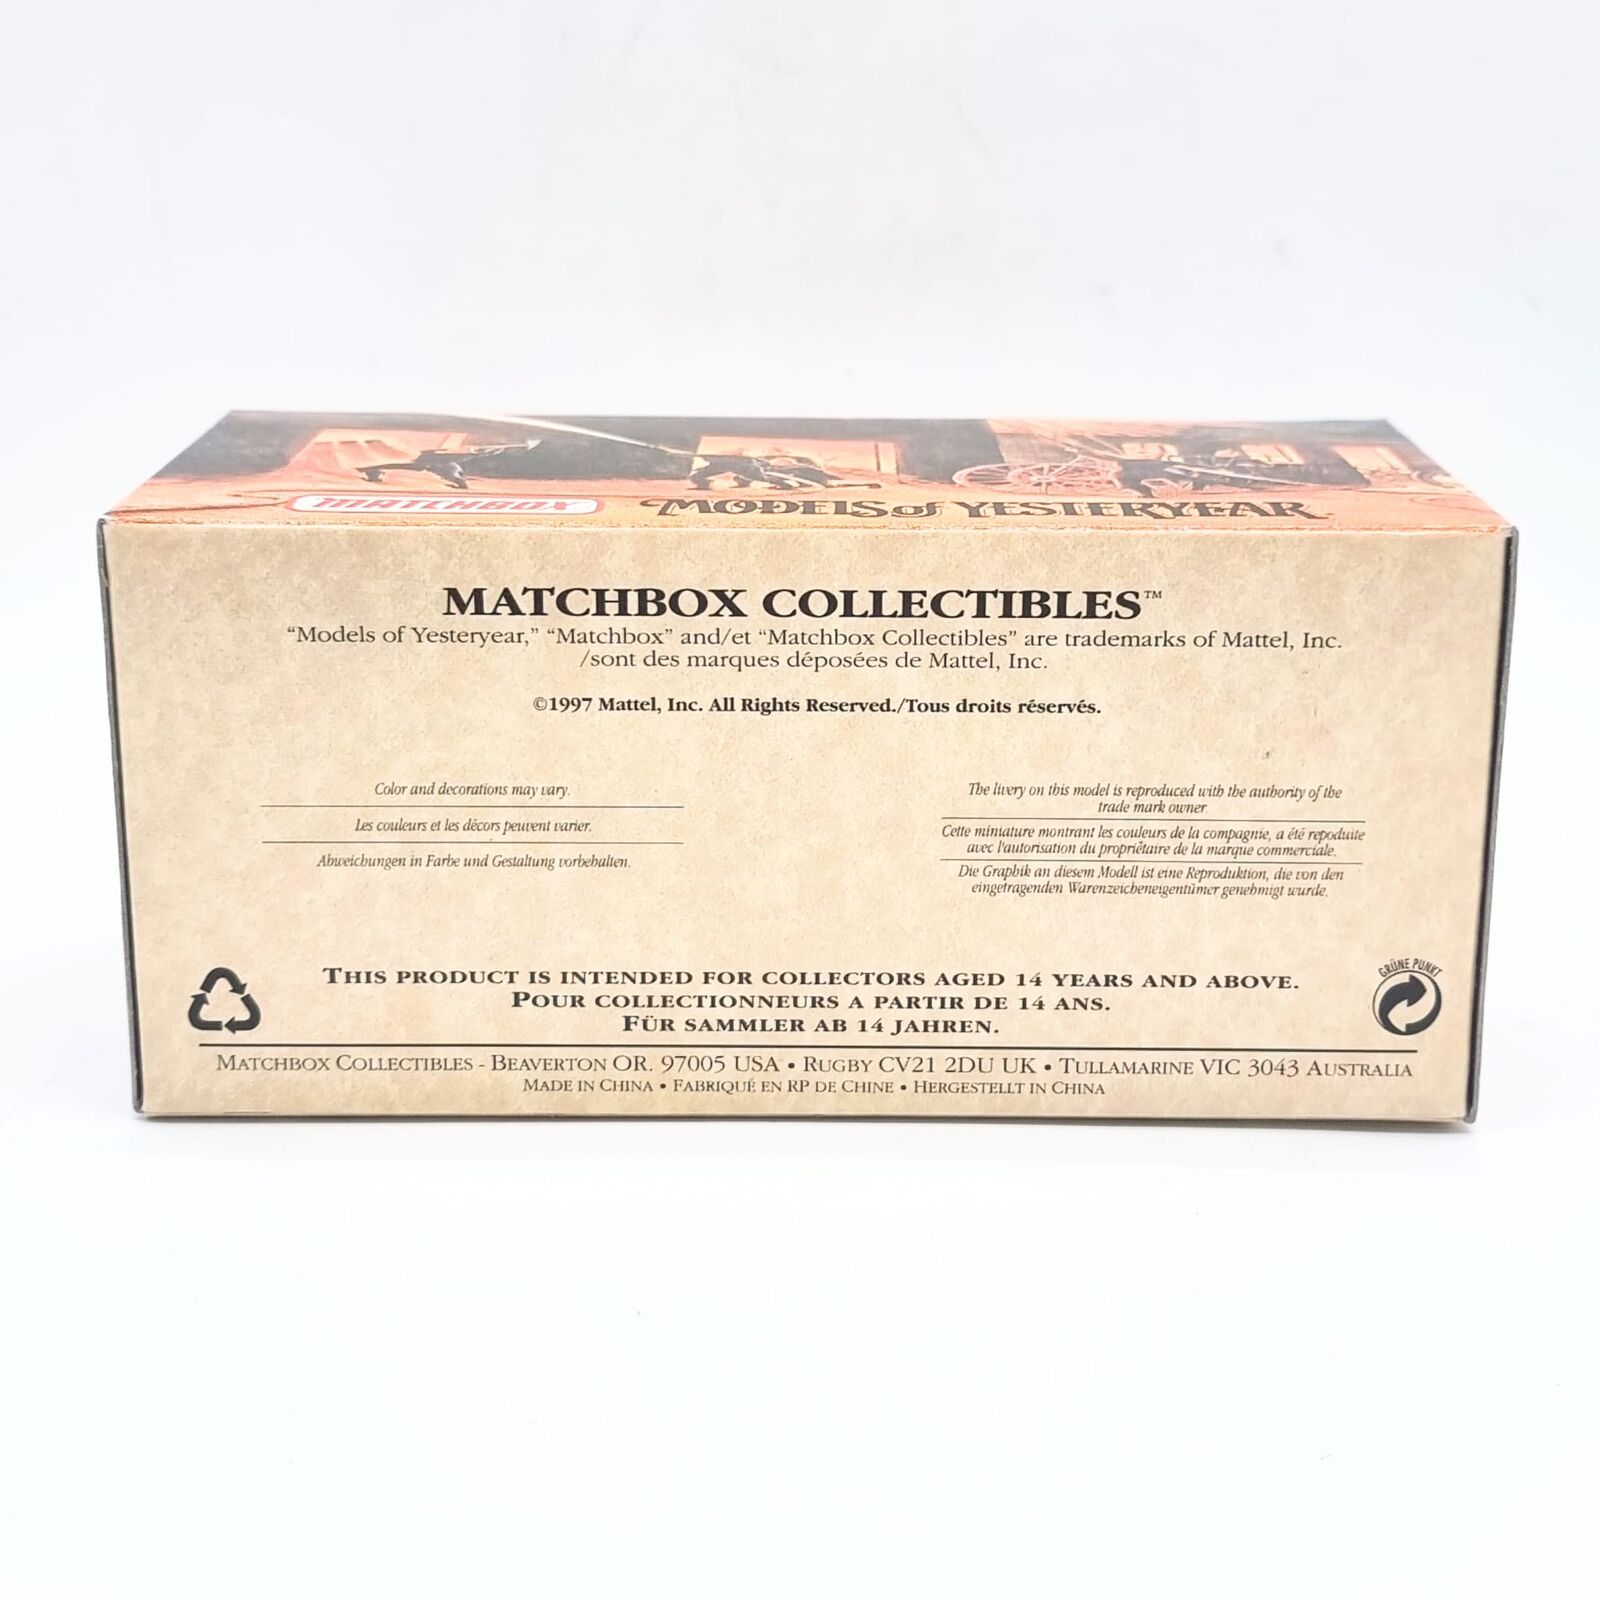 MATCHBOX MODELS of YESTERYEAR
MATCHBOX COLLECTIBLES™
“Models of Yesteryear,” “Matchbox” and/et “Matchbox Collectibles” are trademarks of Mattel, Inc.
/sont des marques déposées de Mattel, Inc.
©1997 Mattel, Inc. All Rights Reserved./Tous droits réservés.
Color and decorations may vary.
Les couleurs et les décors peuvent varier.
Abweichungen in Farbe und Gestaltung vorbehalten.
The livery on this model is reproduced with the authority of the
trade mark owner.
Cette miniature montrant les couleurs de la compagnie, a été repoduite
avec l'autorisation du propriétaire de la marque commerciale.
Die Graphik an diesem Modell ist eine Reproduktion, die von den
eingetragenden Warenzeicheneigentümer genehmigt wurde.
THIS PRODUCT IS INTENDED FOR COLLECTORS AGED 14 YEARS AND ABOVE.
POUR COLLECTIONNEURS A PARTIR DE 14 ANS.
FÜR SAMMLER AB 14 JAHREN.
GRÜNE PUNKT
MATCHBOX COLLECTIBLES - BEAVERTON OR. 97005 USA • RUGBY CV21 2DU UK • TULLAMARINE VIC 3043 AUSTRALIA
MADE IN CHINA • FABRIQUÉ EN RP DE CHINE • HERGESTELLT IN CHINA